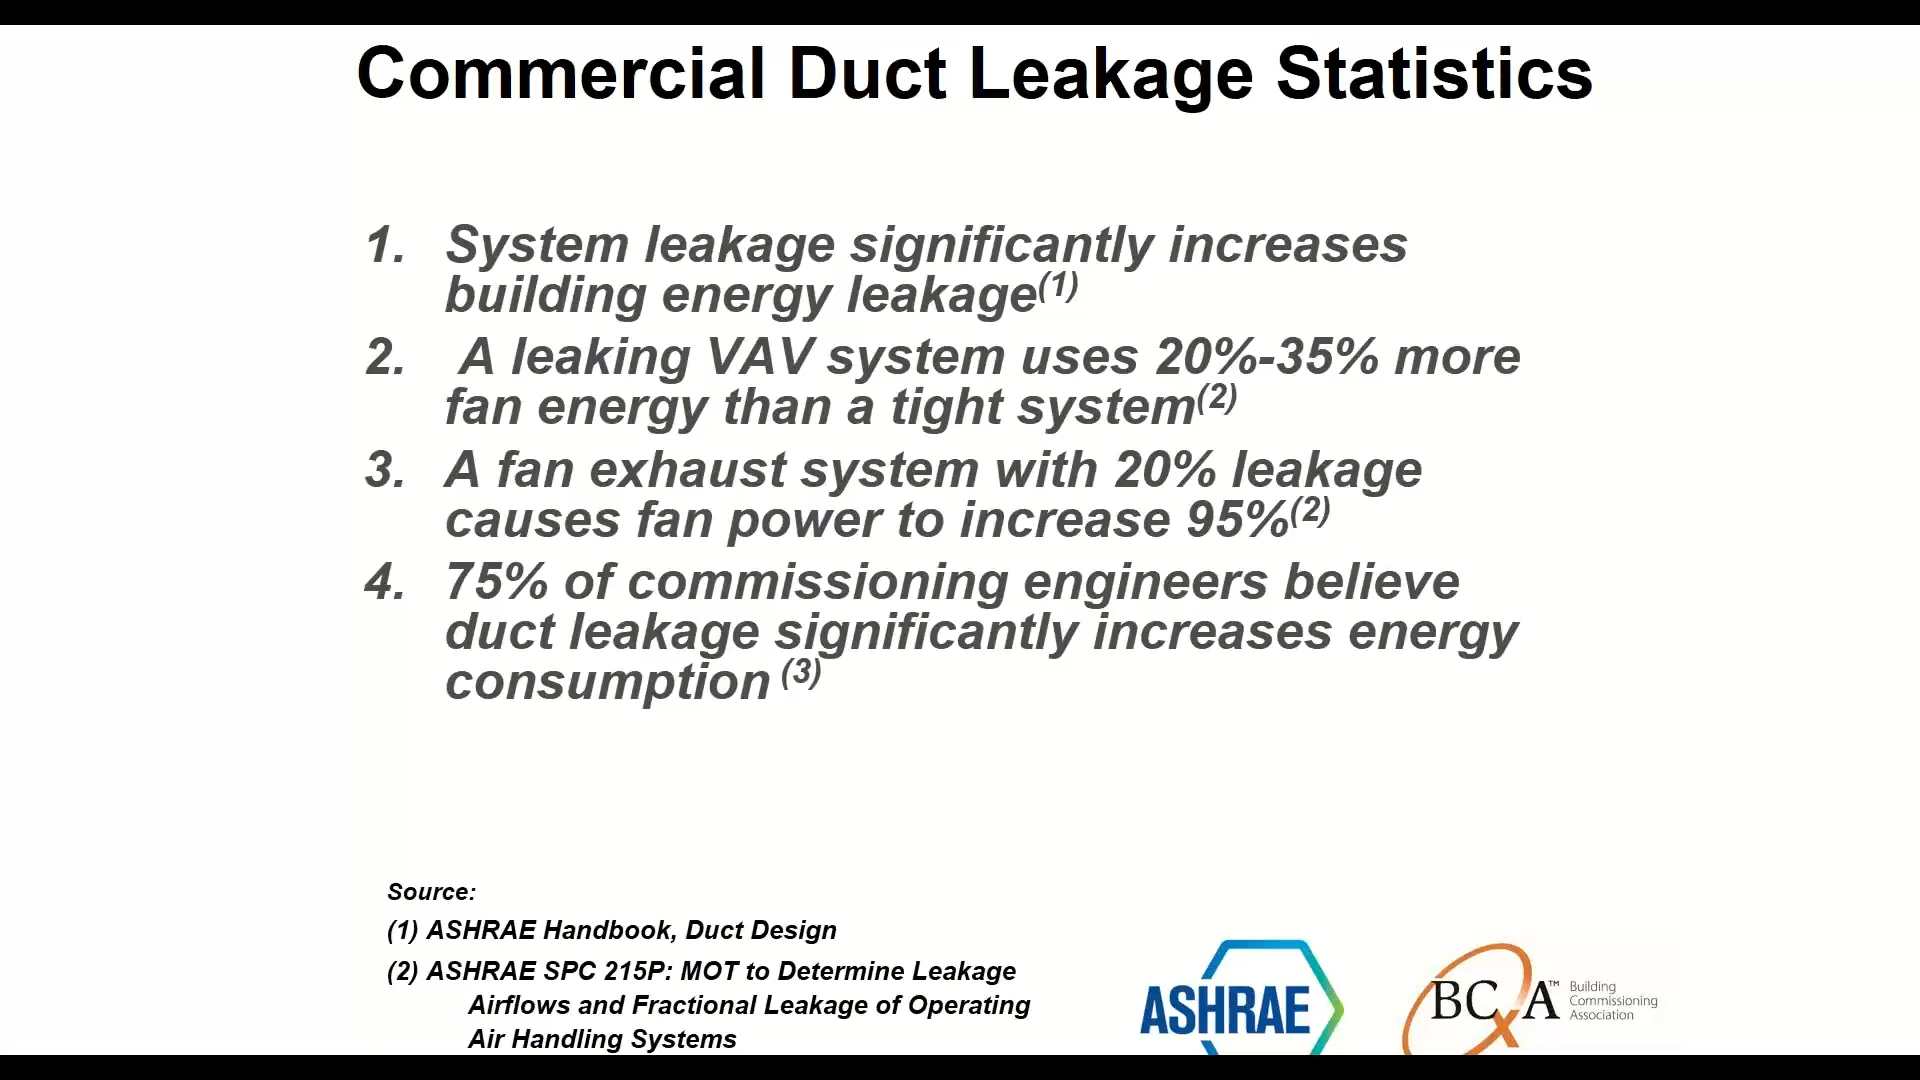 Commercial Duct Leakage Statistics
1. System leakage significantly increases
building energy leakage(1)
2. A leaking VAV system uses 20%-35% more
fan energy than a tight system(2)
3. A fan exhaust system with 20% leakage
causes fan power to increase 95%(2)
4. 75% of commissioning engineers believe
duct leakage significantly increases energy
consumption (3)
Source:
(1) ASHRAE Handbook, Duct Design
(2) ASHRAE SPC 215P: MOT to Determine Leakage
Airflows and Fractional Leakage of Operating
Air Handling Systems
ASHRAE
BCxA™
Building
Commissioning
Association